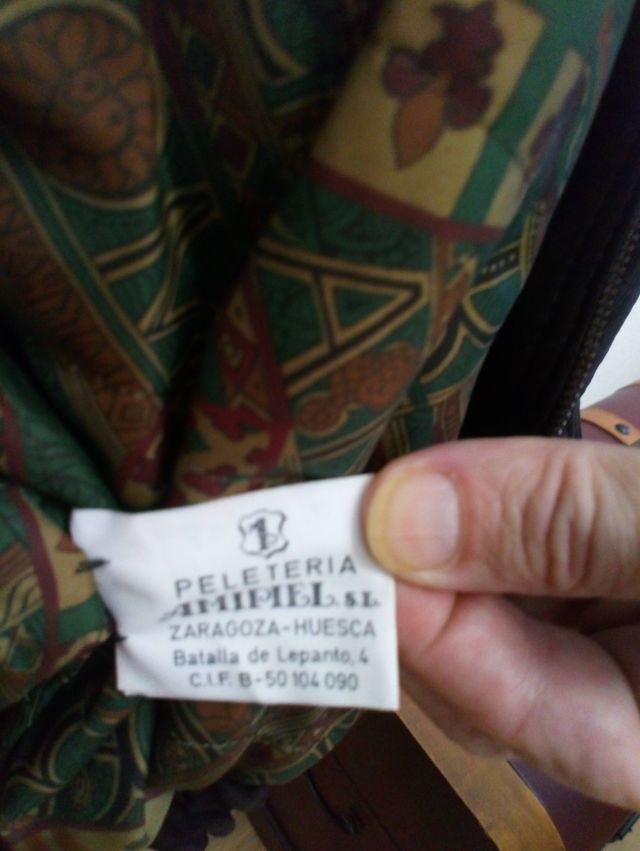 PELETERIA
AMIPIEL S.L.
ZARAGOZA-HUESCA
Batalla de Lepanto, 4
C.I.F. B-50 104 090